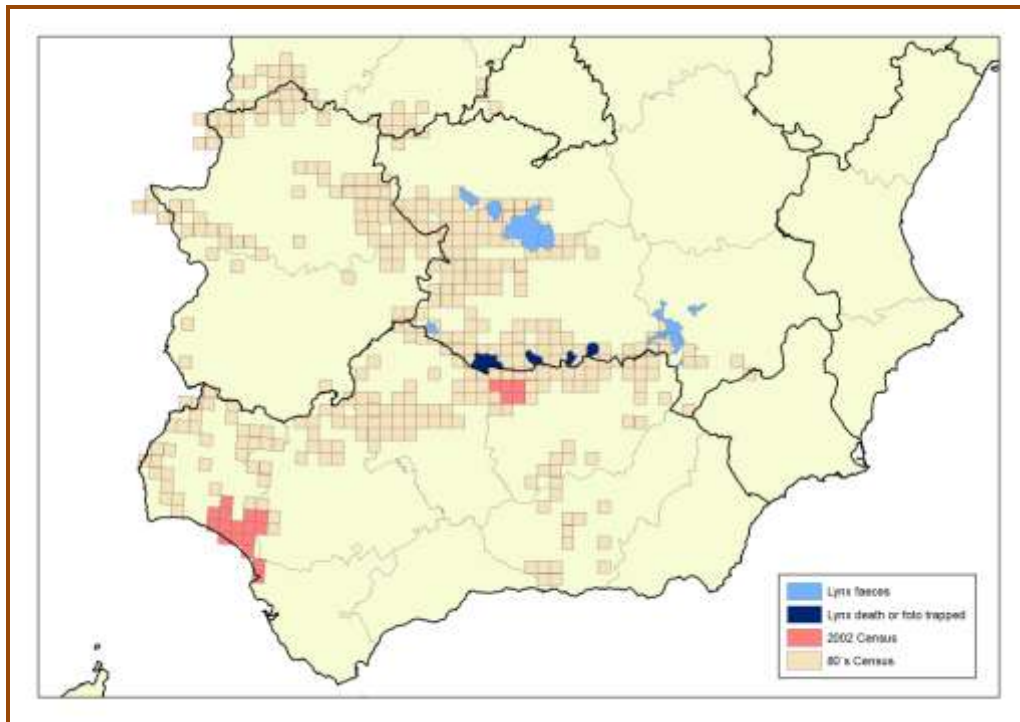 Lynx faeces
Lynx death or foto trapped
2002 Census
80´s Census